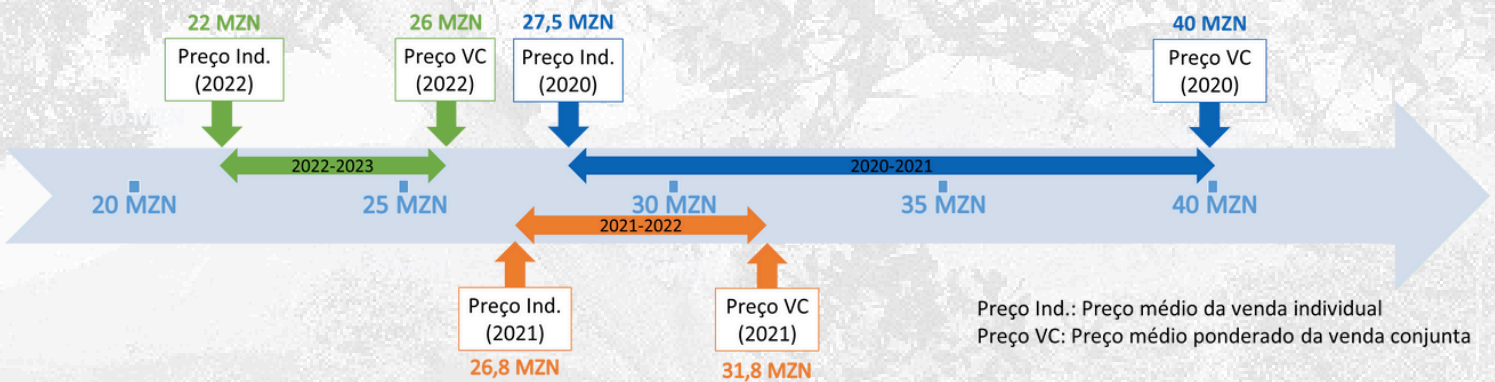 22 MZN
Preço Ind.
(2022)
26 MZN
Preço VC
(2022)
27,5 MZN
Preço Ind.
(2020)
40 MZN
Preço VC
(2020)
2022-2023
2020-2021
20 MZN
25 MZN
30 MZN
35 MZN
40 MZN
2021-2022
Preço Ind.
(2021)
26,8 MZN
Preço VC
(2021)
31,8 MZN
Preço Ind.: Preço médio da venda individual
Preço VC: Preço médio ponderado da venda conjunta